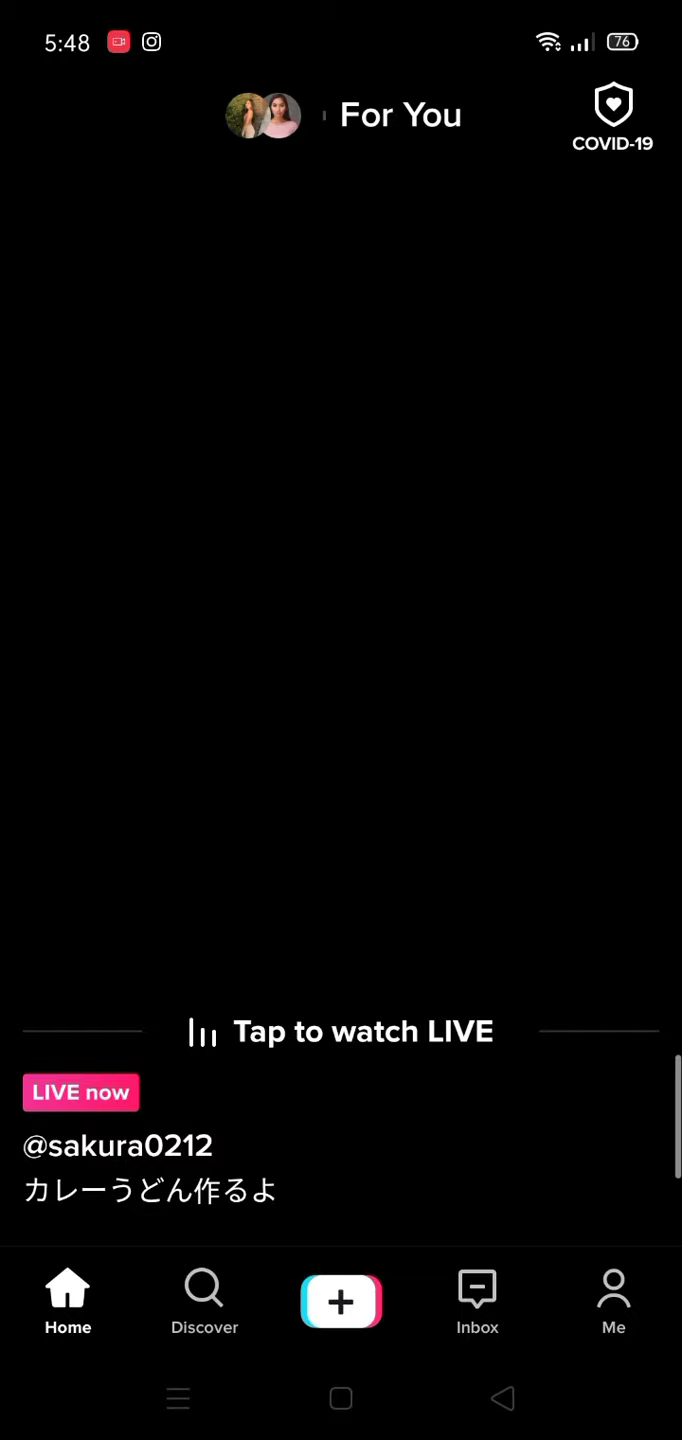 5:48
76
For You
COVID-19
Tap to watch LIVE
LIVE now
@sakura0212
カレーうどん作るよ
Home
Discover
Inbox
Me